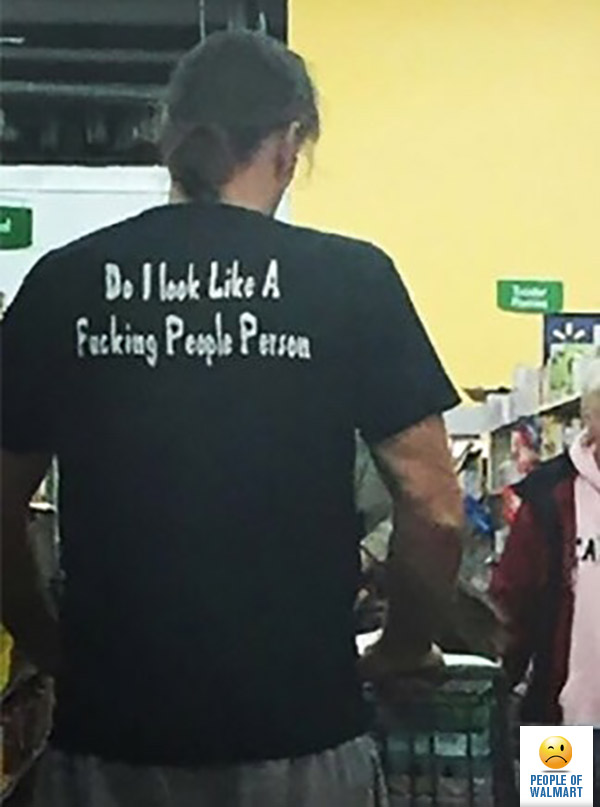 Do I look Like A
Fucking People Person
PEOPLE OF
WALMART